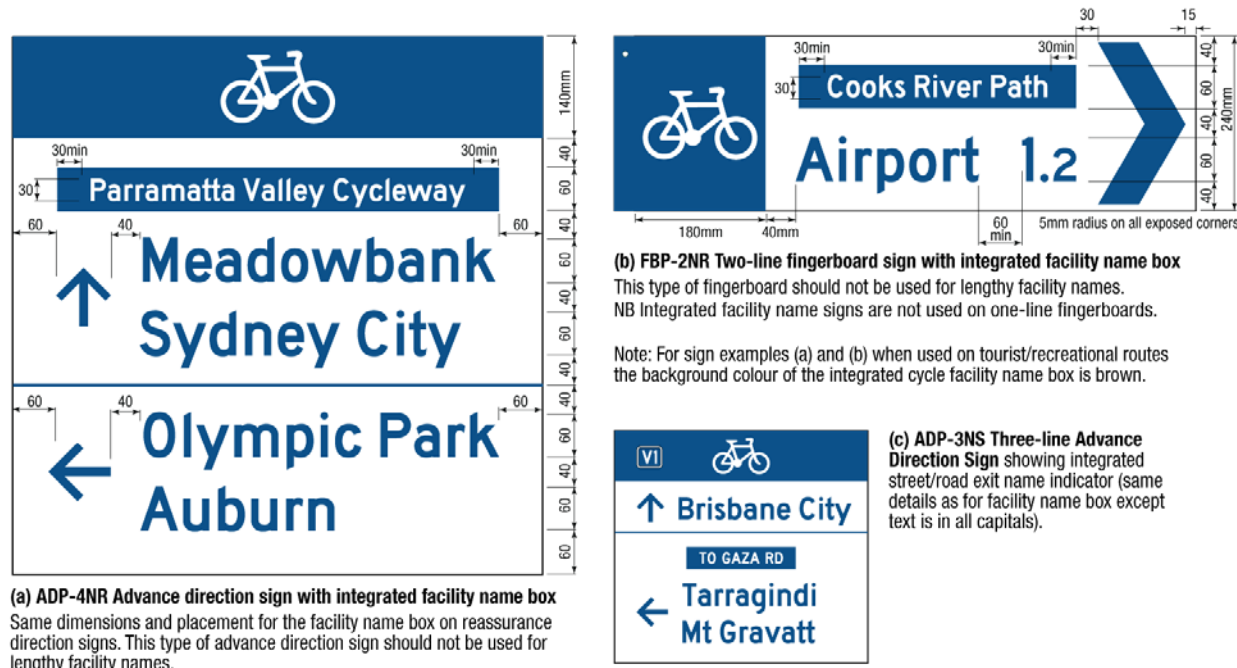 140mm
30min
30min
40
30
Parramatta Valley Cycleway
60
60
40
60
40
Meadowbank
60
40
Sydney City
60
40
60
40
60
40
Olympic Park
60
40
Auburn
60
60
(a) ADP-4NR Advance direction sign with integrated facility name box
Same dimensions and placement for the facility name box on reassurance
direction signs. This type of advance direction sign should not be used for
lengthy facility names.
30
15
30min
30min
40
30
Cooks River Path
60
40
240mm
Airport 1.2
60
40
180mm
40mm
60
min
5mm radius on all exposed corners
(b) FBP-2NR Two-line fingerboard sign with integrated facility name box
This type of fingerboard should not be used for lengthy facility names.
NB Integrated facility name signs are not used on one-line fingerboards.
Note: For sign examples (a) and (b) when used on tourist/recreational routes
the background colour of the integrated cycle facility name box is brown.
V1
Brisbane City
TO GAZA RD
Tarragindi
Mt Gravatt
(c) ADP-3NS Three-line Advance
Direction Sign showing integrated
street/road exit name indicator (same
details as for facility name box except
text is in all capitals).